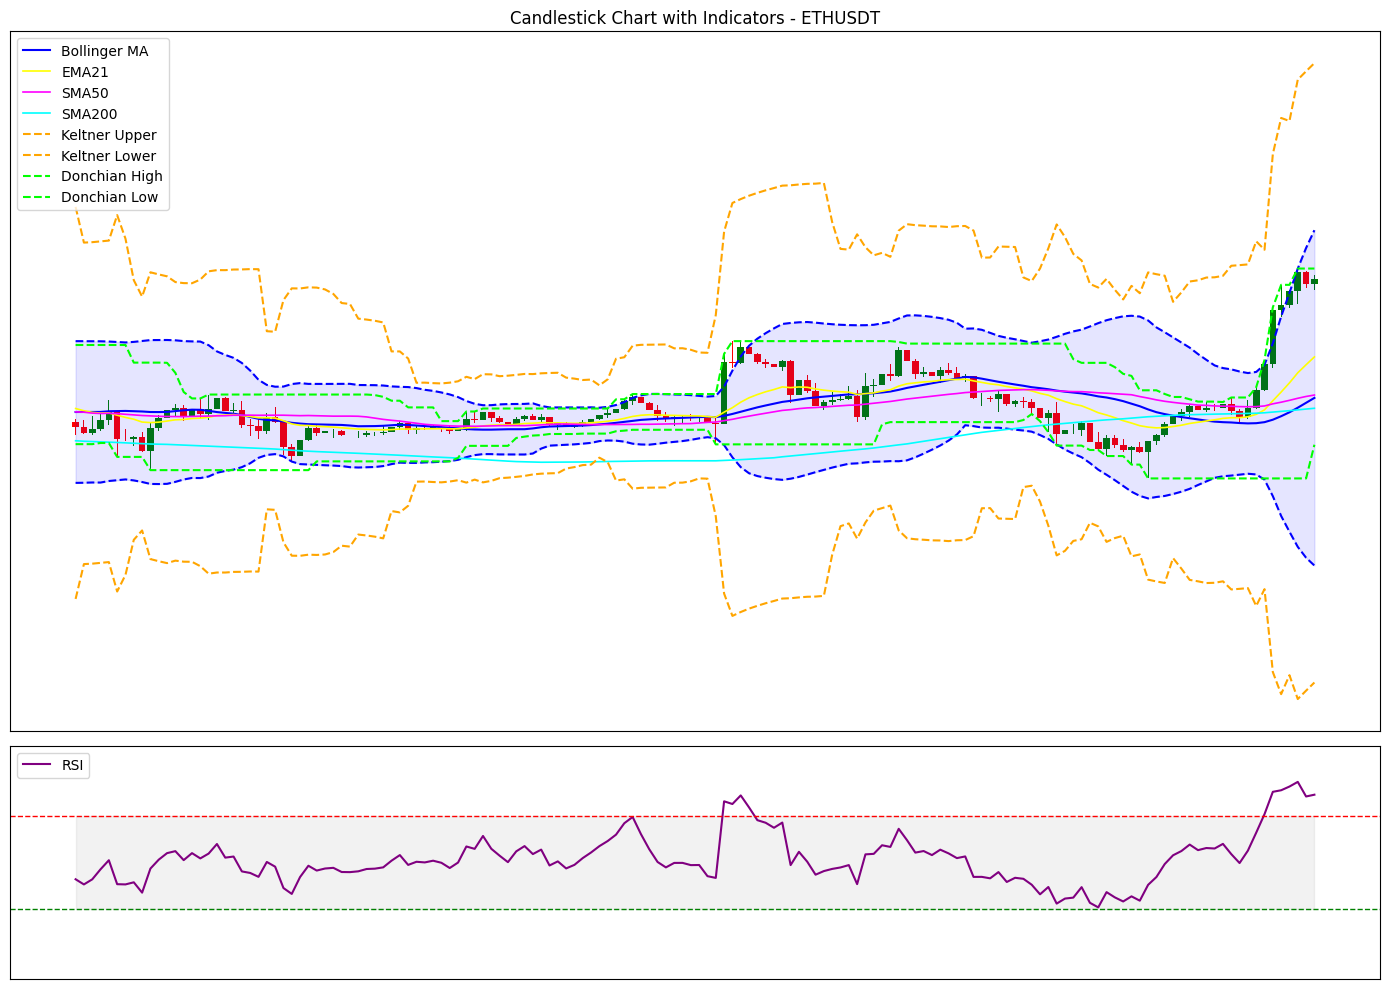 Candlestick Chart with Indicators - ETHUSDT
Bollinger MA
EMA21
SMA50
SMA200
Keltner Upper
Keltner Lower
Donchian High
Donchian Low
RSI